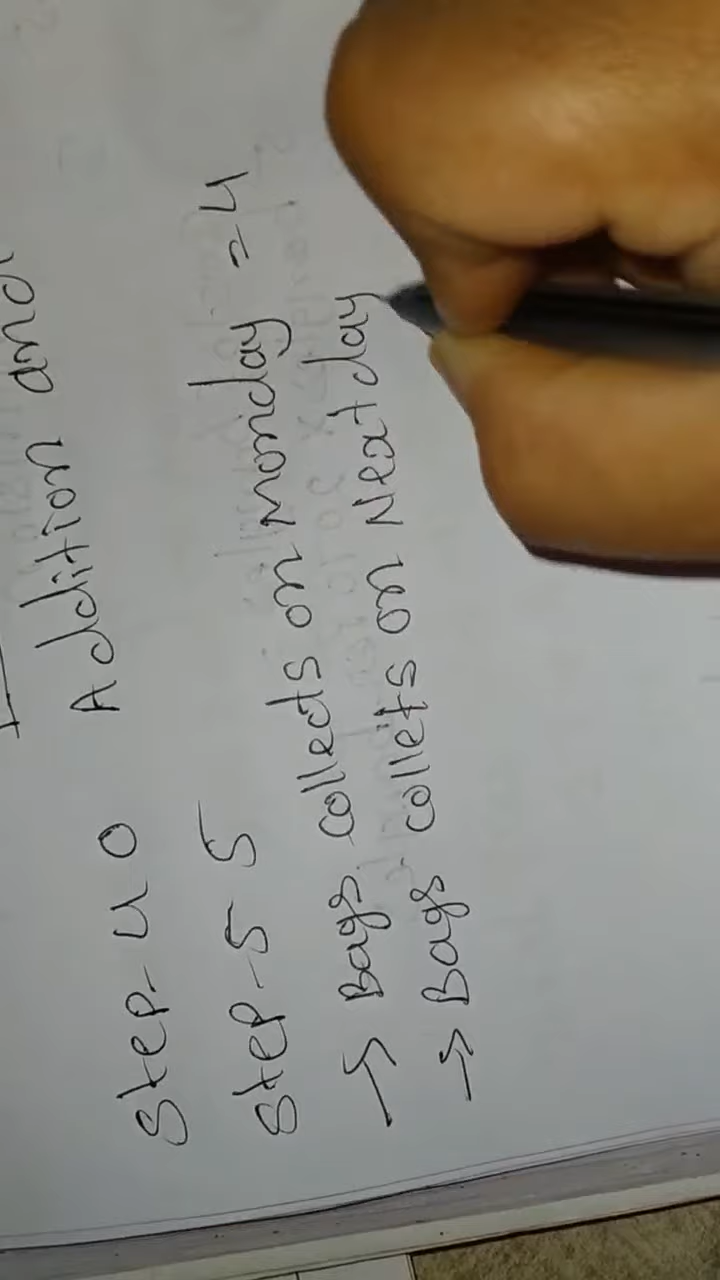 Addition and
Step-4 0
Step-5 5
→ Bags collects on monday = 4
→ Bags collets on Next day